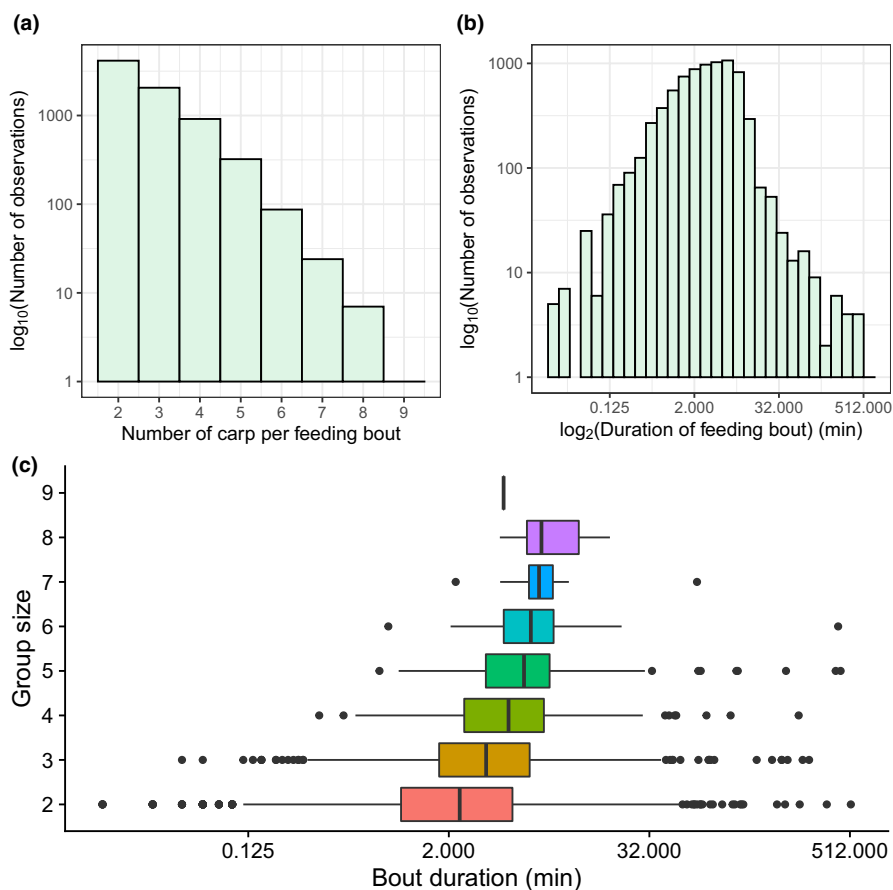 (a)
log10(Number of observations)
1000
100
10
1
2 3 4 5 6 7 8 9
Number of carp per feeding bout
(b)
log10(Number of observations)
1000
100
10
1
0.125 2.000 32.000 512.000
log2(Duration of feeding bout) (min)
(c)
Group size
9
8
7
6
5
4
3
2
0.125 2.000 32.000 512.000
Bout duration (min)